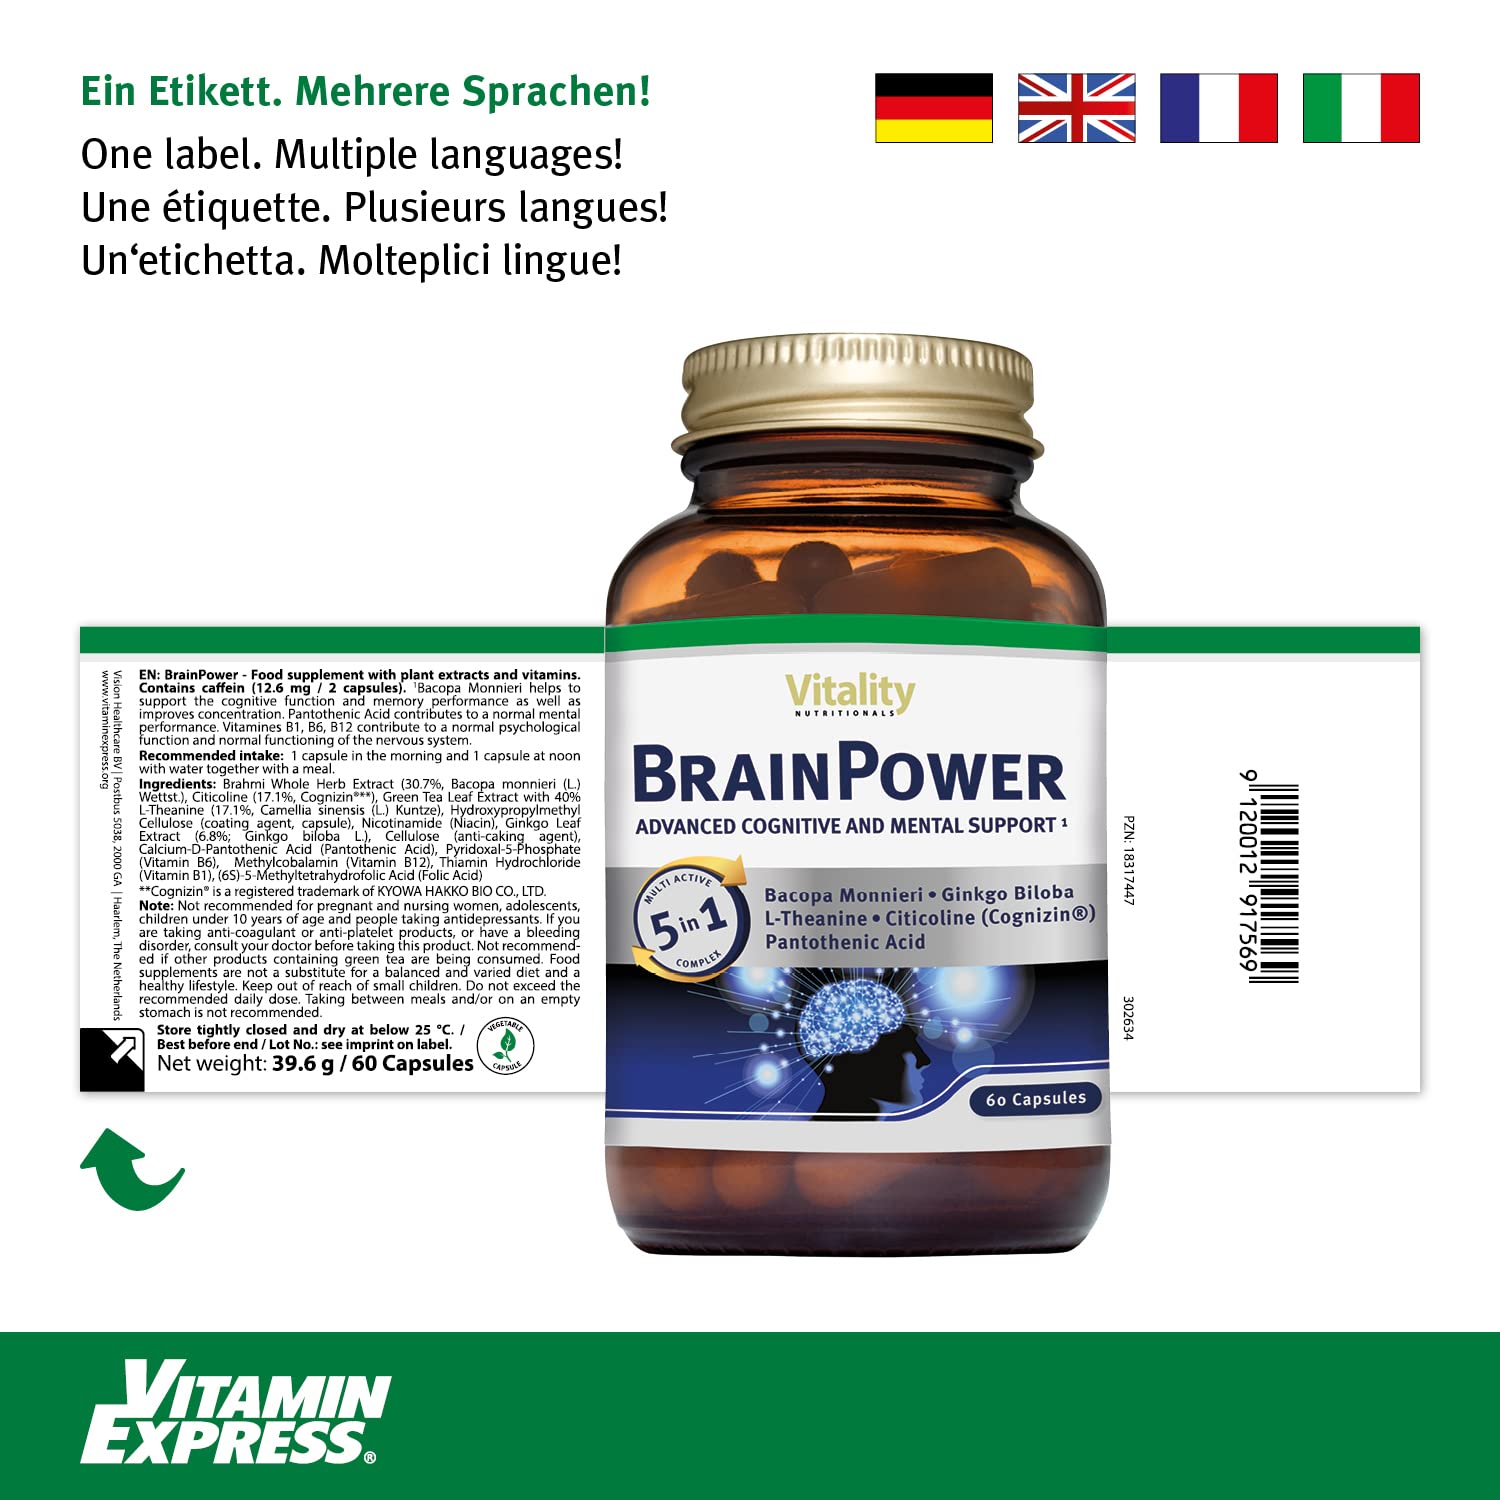 Ein Etikett. Mehrere Sprachen!
One label. Multiple languages!
Une étiquette. Plusieurs langues!
Un‘etichetta. Molteplici lingue!
Vision Healthcare BV | Postbus 5038, 2000 GA | Haarlem, The Netherlands
www.vitaminexpress.org
EN: BrainPower - Food supplement with plant extracts and vitamins.
Contains caffein (12.6 mg / 2 capsules). ¹Bacopa Monnieri helps to
support the cognitive function and memory performance as well as
improves concentration. Pantothenic Acid contributes to a normal mental
performance. Vitamines B1, B6, B12 contribute to a normal psychological
function and normal functioning of the nervous system.
Recommended intake: 1 capsule in the morning and 1 capsule at noon
with water together with a meal.
Ingredients: Brahmi Whole Herb Extract (30.7%, Bacopa monnieri (L.)
Wettst.), Citicoline (17.1%, Cognizin®**), Green Tea Leaf Extract with 40%
L-Theanine (17.1%, Camellia sinensis (L.) Kuntze), Hydroxypropylmethyl
Cellulose (coating agent, capsule), Nicotinamide (Niacin), Ginkgo Leaf
Extract (6.8%; Ginkgo biloba L.), Cellulose (anti-caking agent),
Calcium-D-Pantothenic Acid (Pantothenic Acid), Pyridoxal-5-Phosphate
(Vitamin B6), Methylcobalamin (Vitamin B12), Thiamin Hydrochloride
(Vitamin B1), (6S)-5-Methyltetrahydrofolic Acid (Folic Acid)
**Cognizin® is a registered trademark of KYOWA HAKKO BIO CO., LTD.
Note: Not recommended for pregnant and nursing women, adolescents,
children under 10 years of age and people taking antidepressants. If you
are taking anti-coagulant or anti-platelet products, or have a bleeding
disorder, consult your doctor before taking this product. Not recommend-
ed if other products containing green tea are being consumed. Food
supplements are not a substitute for a balanced and varied diet and a
healthy lifestyle. Keep out of reach of small children. Do not exceed the
recommended daily dose. Taking between meals and/or on an empty
stomach is not recommended.
Store tightly closed and dry at below 25 °C. /
Best before end / Lot No.: see imprint on label.
Net weight: 39.6 g / 60 Capsules
VEGETABLE
CAPSULE
Vitality
NUTRITIONALS
BRAINPOWER
ADVANCED COGNITIVE AND MENTAL SUPPORT ¹
MULTI ACTIVE
5 in 1
COMPLEX
Bacopa Monnieri • Ginkgo Biloba
L-Theanine • Citicoline (Cognizin®)
Pantothenic Acid
60 Capsules
PZN: 18317447
302634
9 120012 917569
VITAMIN
EXPRESS®